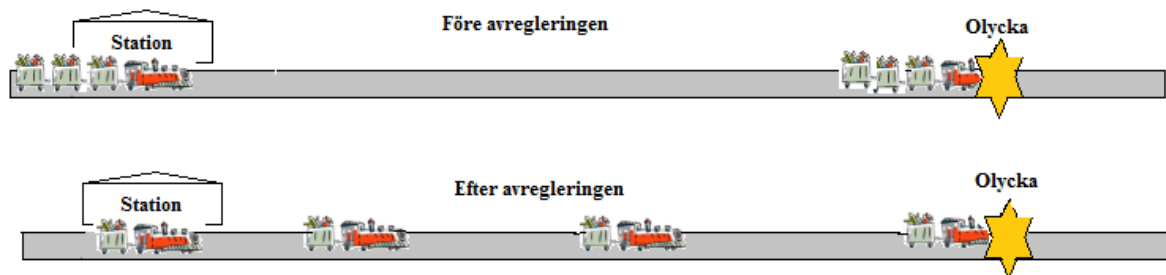 Före avregleringen
Olycka
Station
Efter avregleringen
Olycka
Station